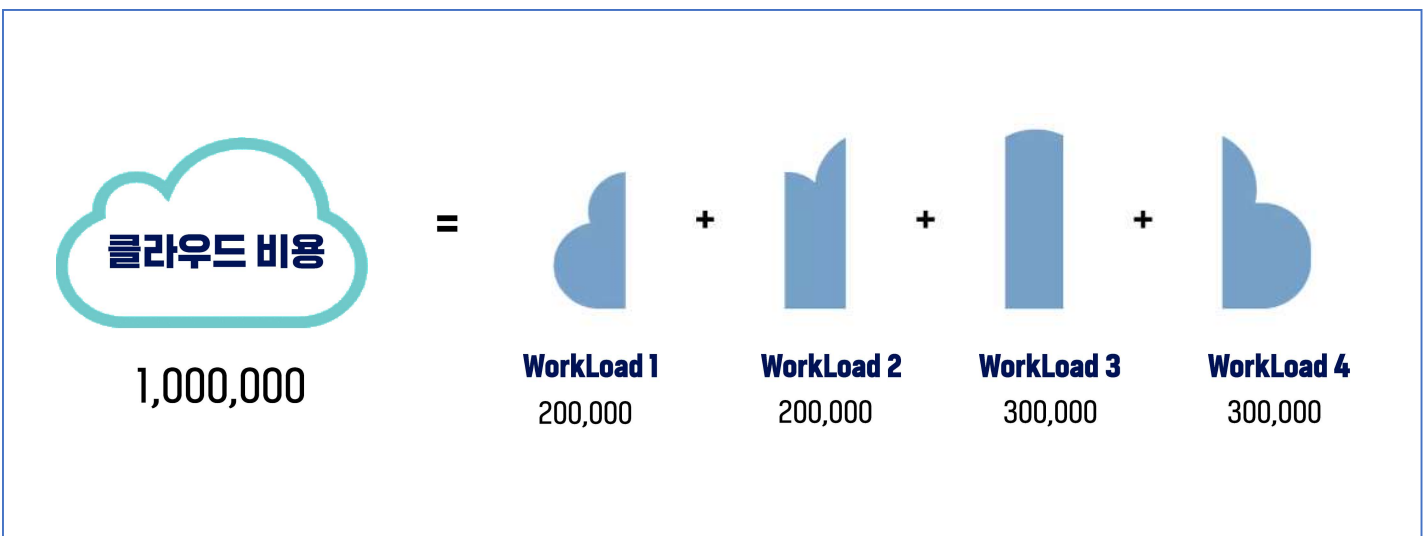 클라우드 비용
1,000,000
=
+
+
+
WorkLoad 1
WorkLoad 2
WorkLoad 3
WorkLoad 4
200,000
200,000
300,000
300,000